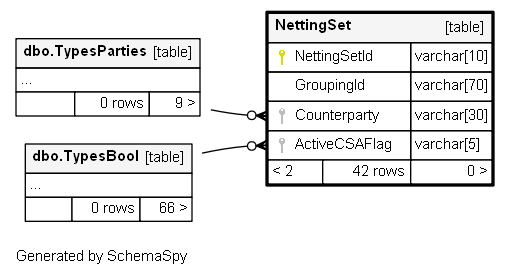 NettingSet [table]
NettingSetId varchar[10]
GroupingId varchar[70]
Counterparty varchar[30]
ActiveCSAFlag varchar[5]
< 2 42 rows 0 >
dbo.TypesParties [table]
...
0 rows 9 >
dbo.TypesBool [table]
...
0 rows 66 >
Generated by SchemaSpy